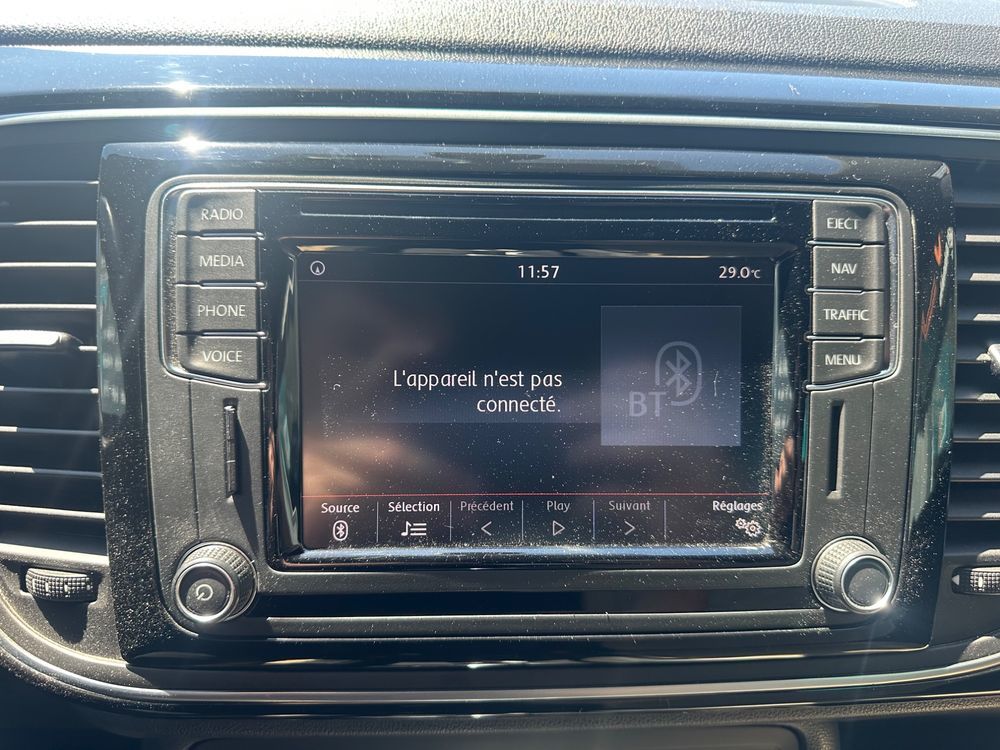 RADIO
MEDIA
PHONE
VOICE
EJECT
NAV
TRAFFIC
MENU
11:57
29.0°C
L'appareil n'est pas
connecté.
BT
Source
Sélection
Précédent
Play
Suivant
Réglages